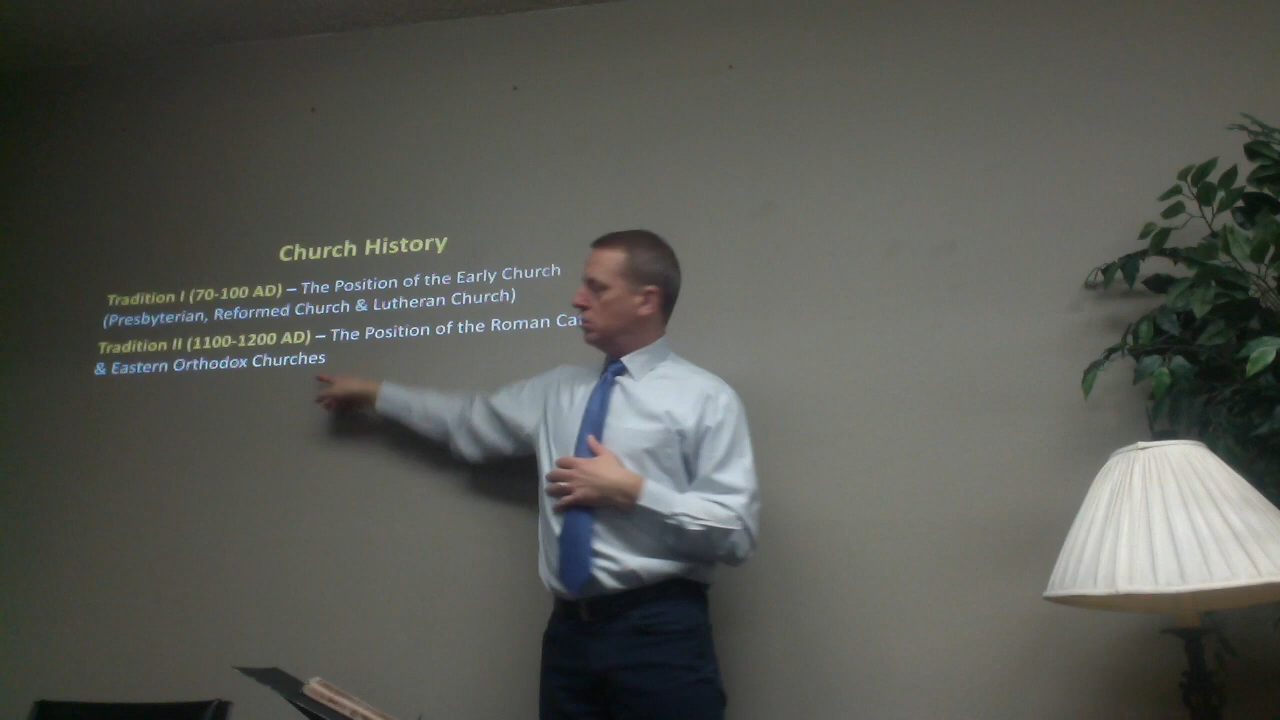 Church History
Tradition I (70-100 AD) – The Position of the Early Church
(Presbyterian, Reformed Church & Lutheran Church)
Tradition II (1100-1200 AD) – The Position of the Roman
& Eastern Orthodox Churches